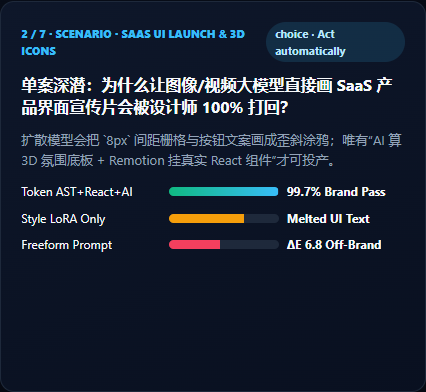 2 / 7 · SCENARIO · SAAS UI LAUNCH & 3D
ICONS
choice · Act
automatically
单案深潜：为什么让图像/视频大模型直接画 SaaS 产
品界面宣传片会被设计师 100% 打回？
扩散模型会把 `8px` 间距栅格与按钮文案画成歪斜涂鸦；唯有“AI 算
3D 氛围底板 + Remotion 挂真实 React 组件”才可投产。
Token AST+React+AI 99.7% Brand Pass
Style LoRA Only Melted UI Text
Freeform Prompt ΔE 6.8 Off-Brand